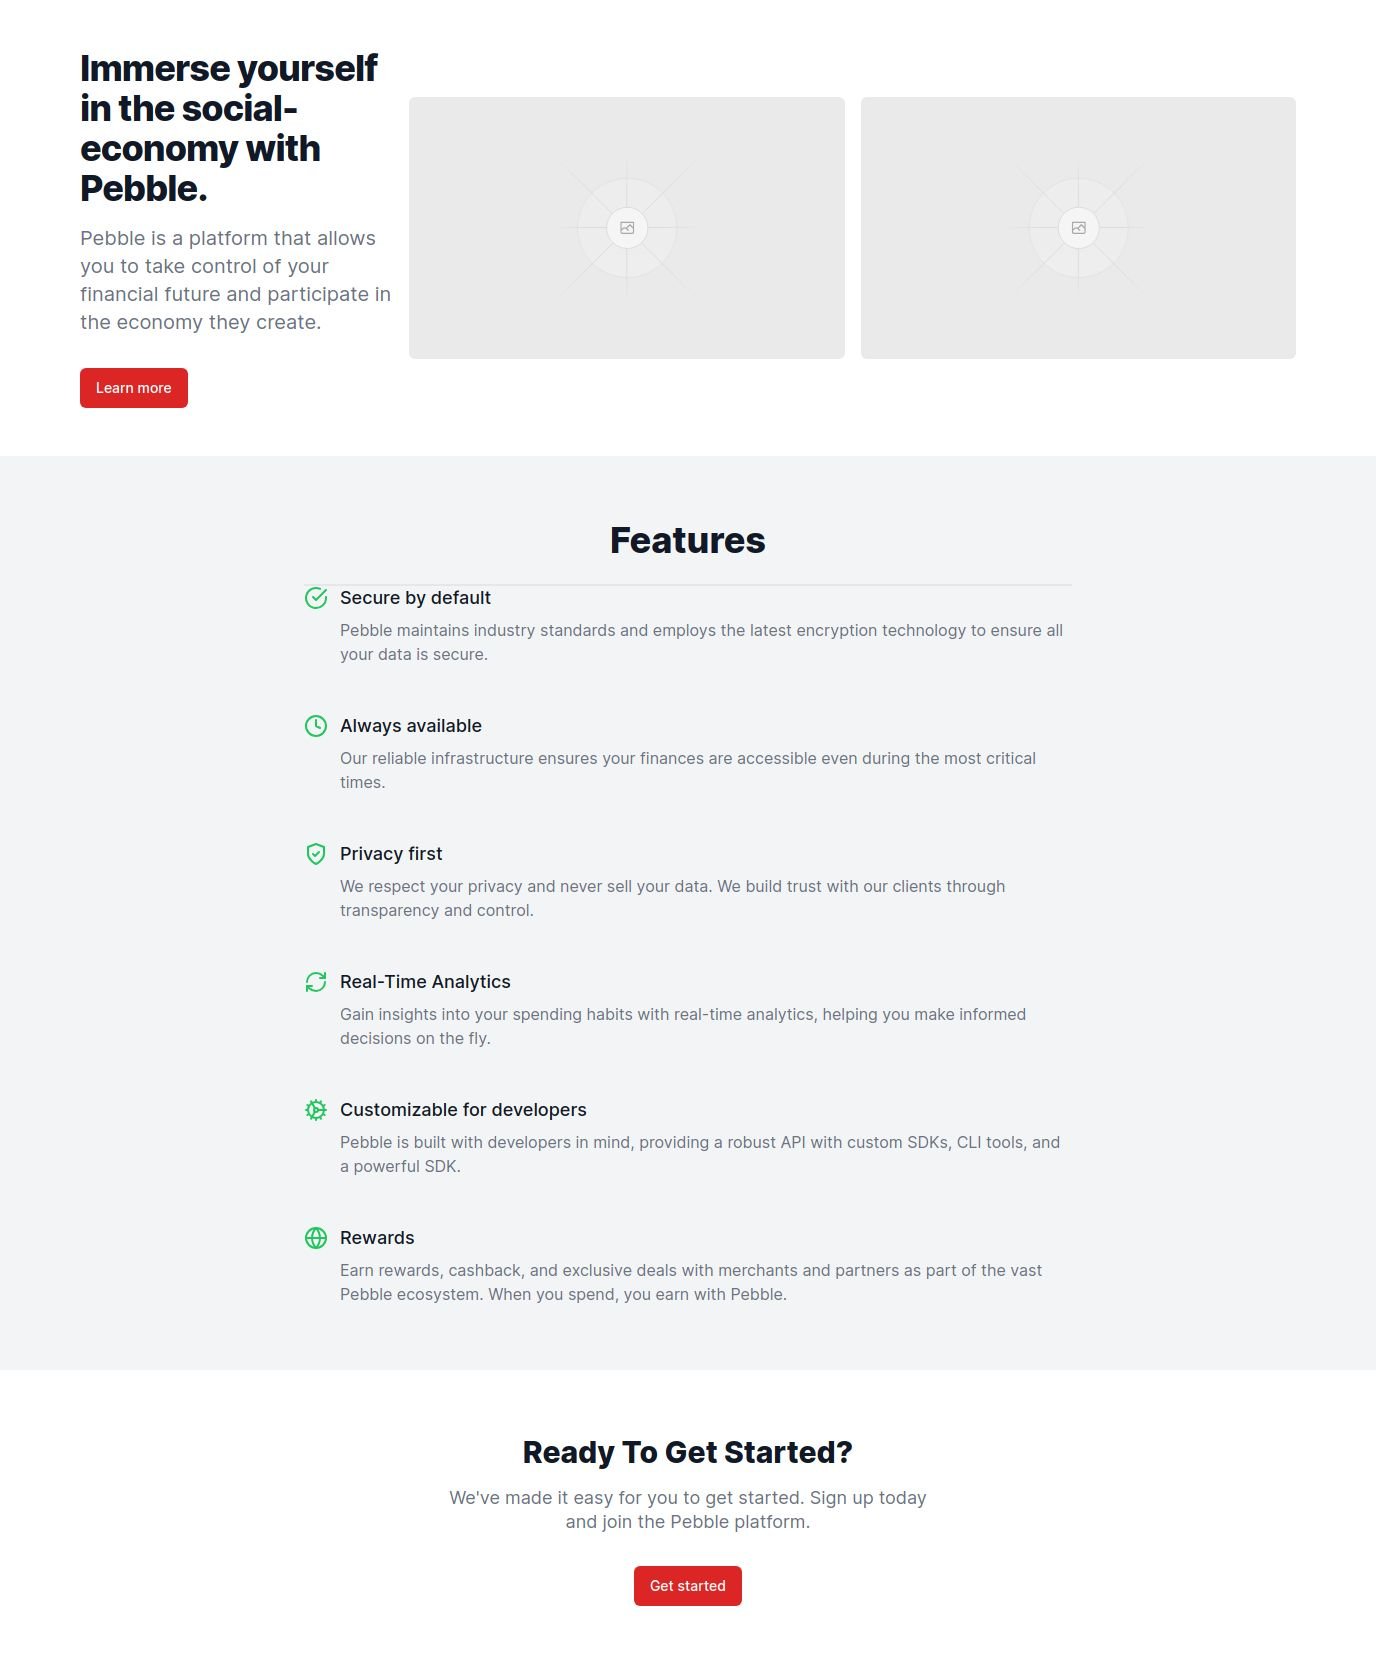 Immerse yourself
in the social-
economy with
Pebble.
Pebble is a platform that allows
you to take control of your
financial future and participate in
the economy they create.
Learn more
Features
Secure by default
Pebble maintains industry standards and employs the latest encryption technology to ensure all
your data is secure.
Always available
Our reliable infrastructure ensures your finances are accessible even during the most critical
times.
Privacy first
We respect your privacy and never sell your data. We build trust with our clients through
transparency and control.
Real-Time Analytics
Gain insights into your spending habits with real-time analytics, helping you make informed
decisions on the fly.
Customizable for developers
Pebble is built with developers in mind, providing a robust API with custom SDKs, CLI tools, and
a powerful SDK.
Rewards
Earn rewards, cashback, and exclusive deals with merchants and partners as part of the vast
Pebble ecosystem. When you spend, you earn with Pebble.
Ready To Get Started?
We've made it easy for you to get started. Sign up today
and join the Pebble platform.
Get started